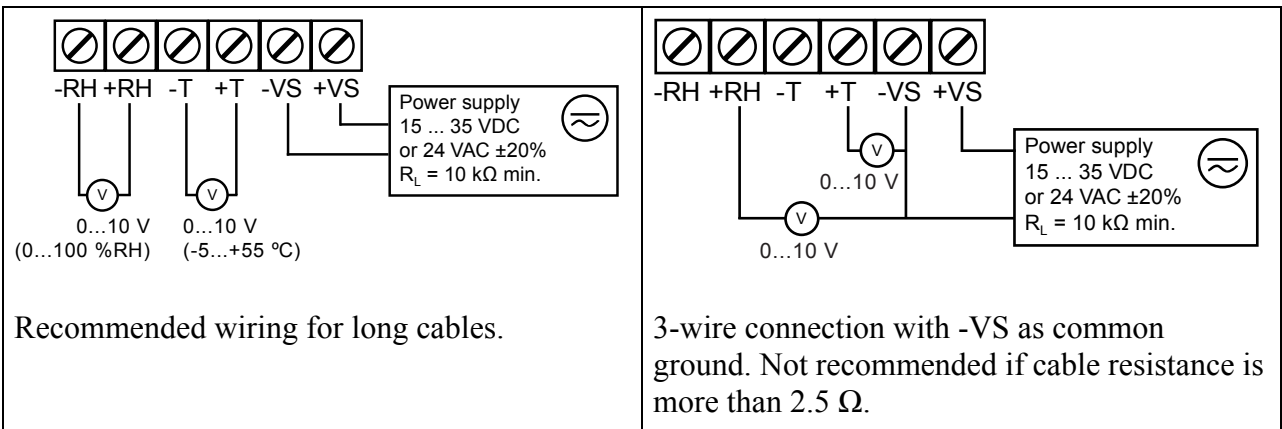 -RH +RH -T +T -VS +VS
Power supply
15 ... 35 VDC
or 24 VAC ±20%
RL = 10 kΩ min.
V
V
0...10 V
0...10 V
(0...100 %RH)
(-5...+55 ºC)
Recommended wiring for long cables.
-RH +RH -T +T -VS +VS
V
0...10 V
Power supply
15 ... 35 VDC
or 24 VAC ±20%
RL = 10 kΩ min.
V
0...10 V
3-wire connection with -VS as common
ground. Not recommended if cable resistance is
more than 2.5 Ω.